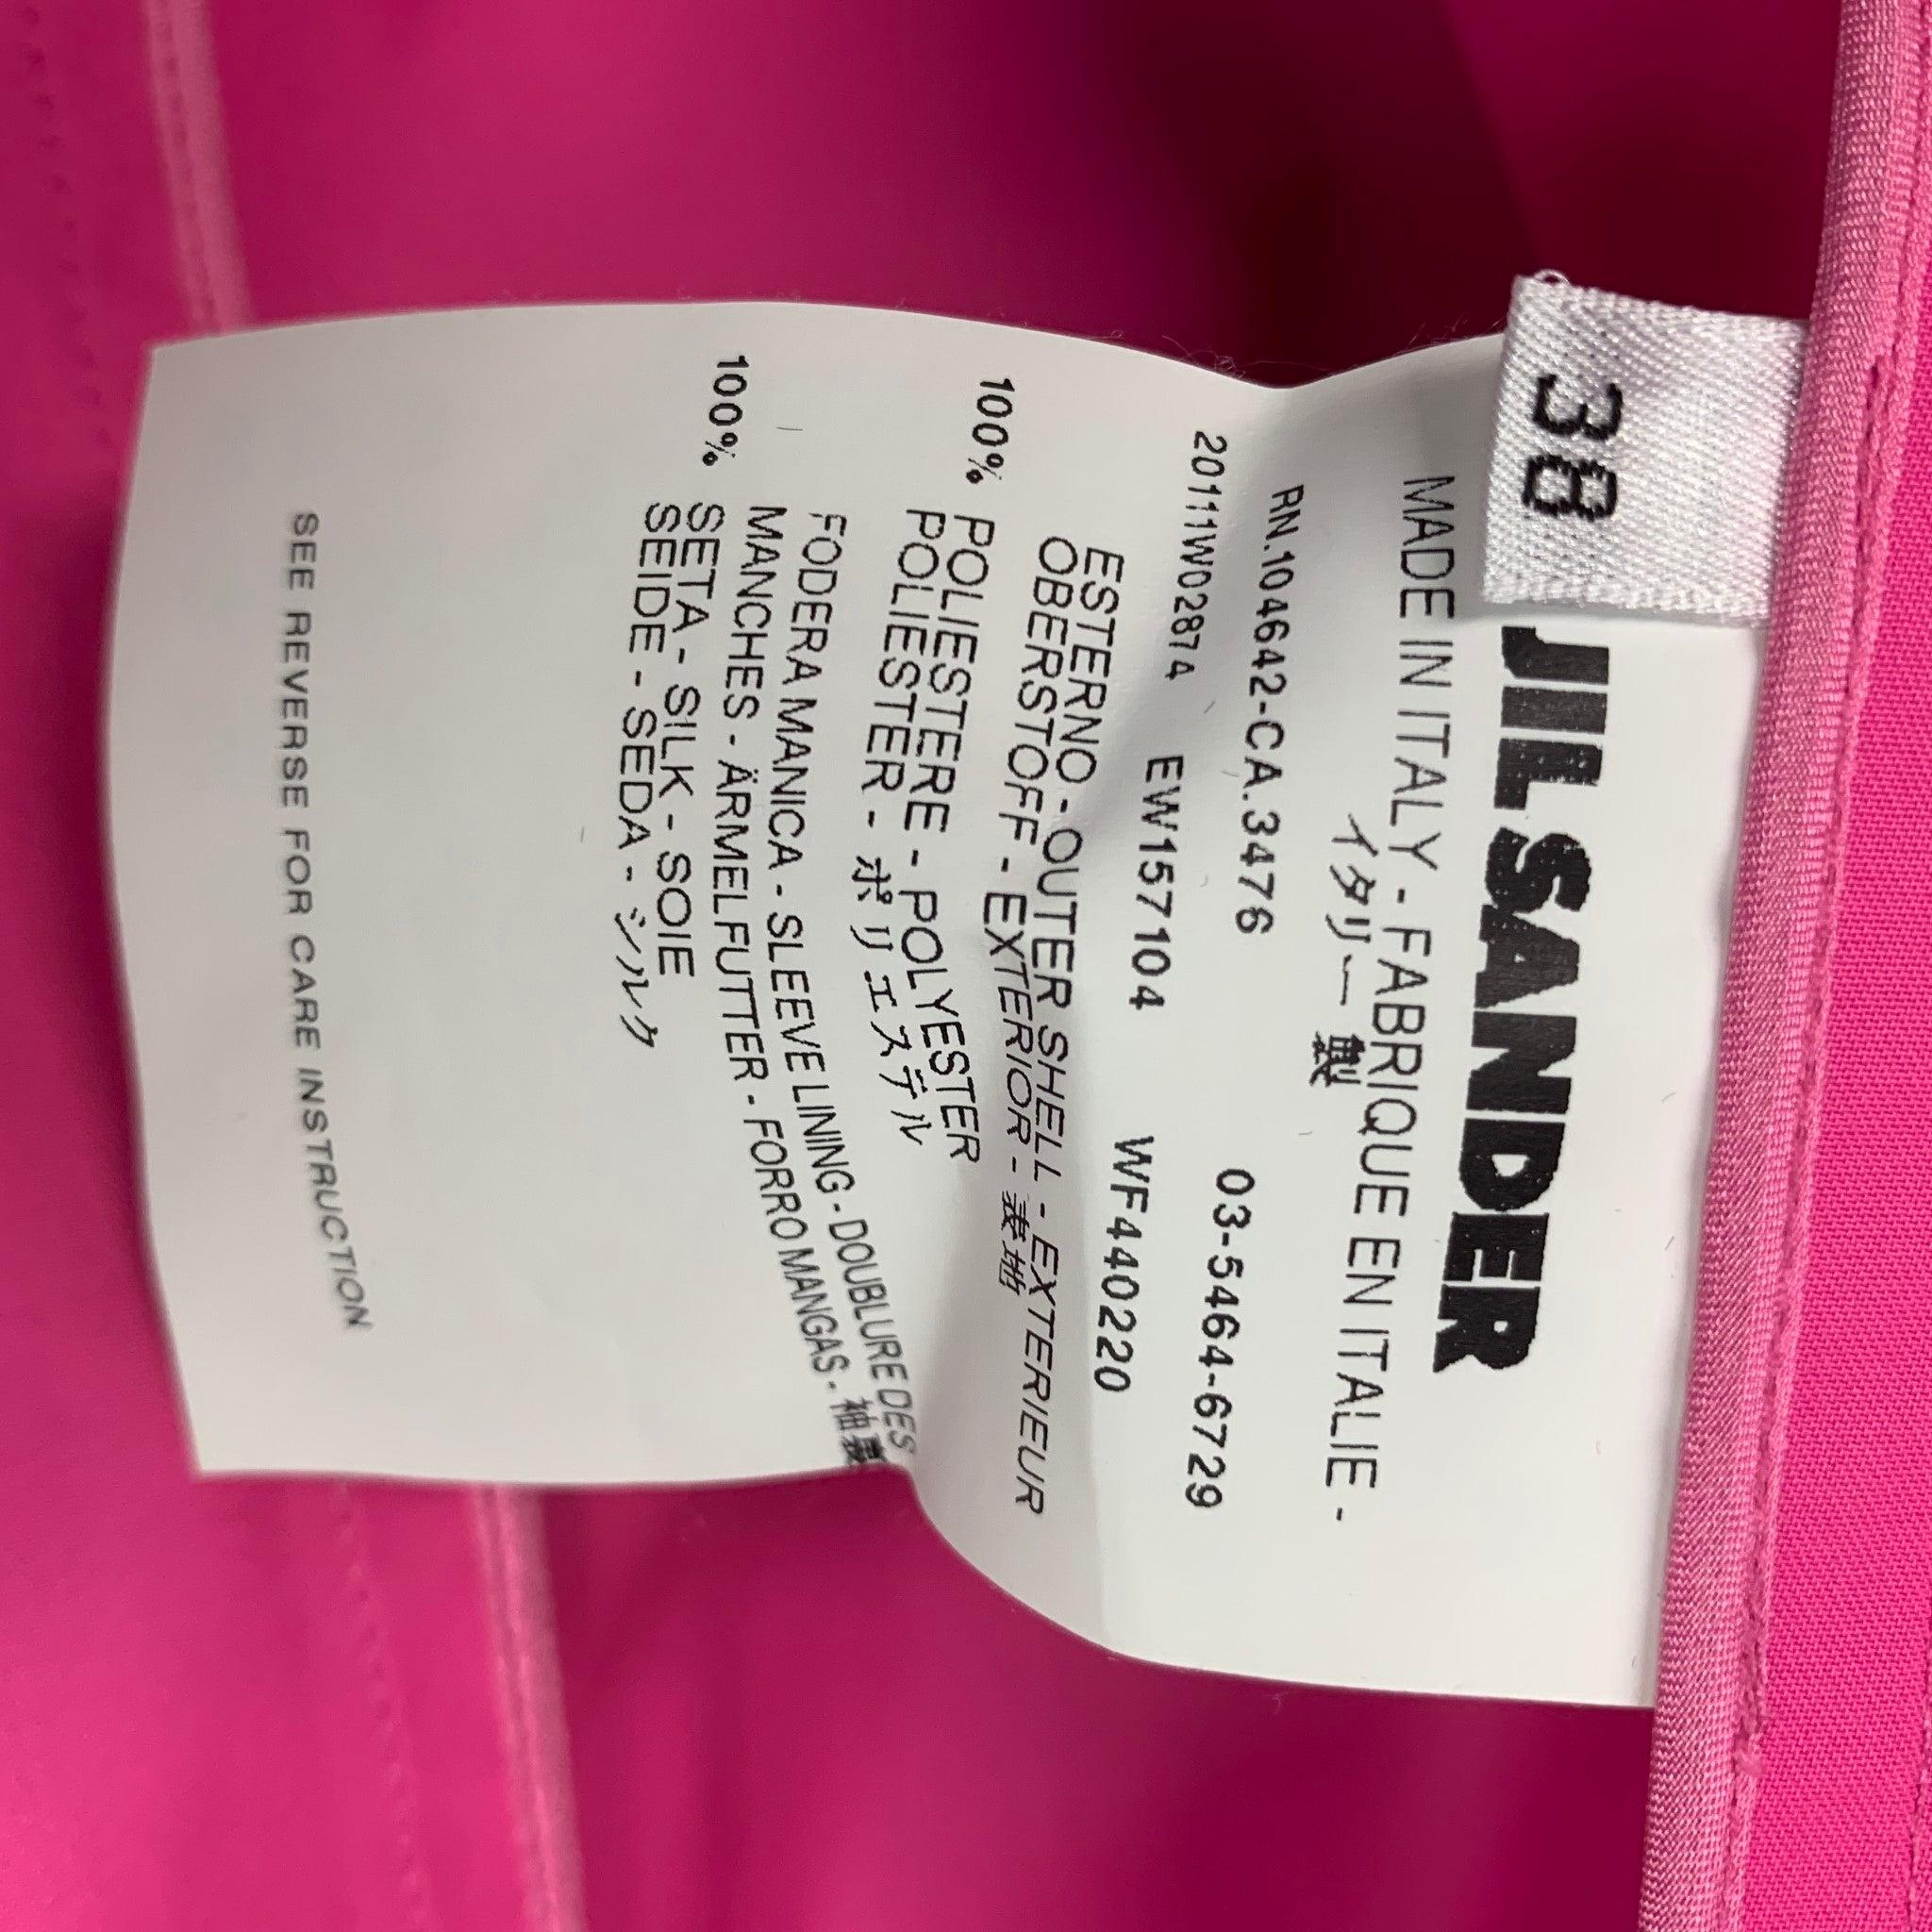 38
JIL SANDER
MADE IN ITALY - FABRIQUE EN ITALIE -
イタリー製
RN.104642-CA.3476 03-5464-6729
20111W02874 EW157104 WF440220
ESTERNO - OUTER SHELL - EXTERIEUR
OBERSTOFF - EXTERIOR - 表地
100% POLIESTERE - POLYESTER
POLIESTER - ポリエステル
FODERA MANICA - SLEEVE LINING - DOUBLURE DES
MANCHES - ÄRMELFUTTER - FORRO MANGAS - 袖裏
100% SETA - SILK - SOIE
SEIDE - SEDA - シルク
SEE REVERSE FOR CARE INSTRUCTION